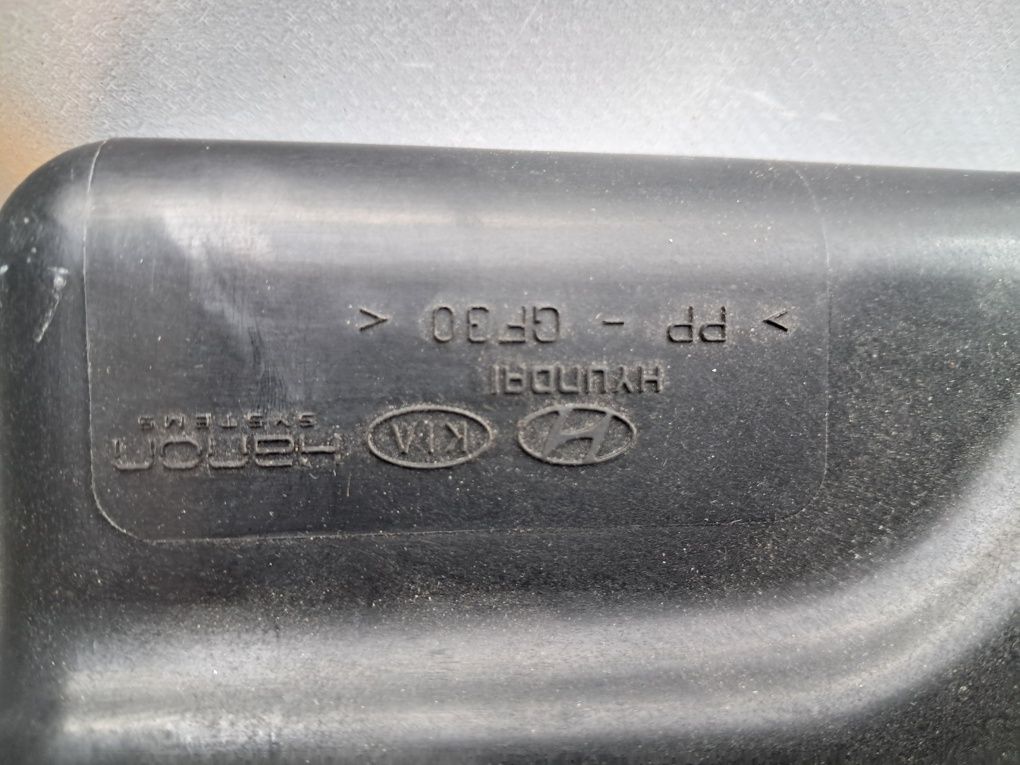 KIA Hanon
HYUNDAI SYSTEMS
< PP - GF30 >